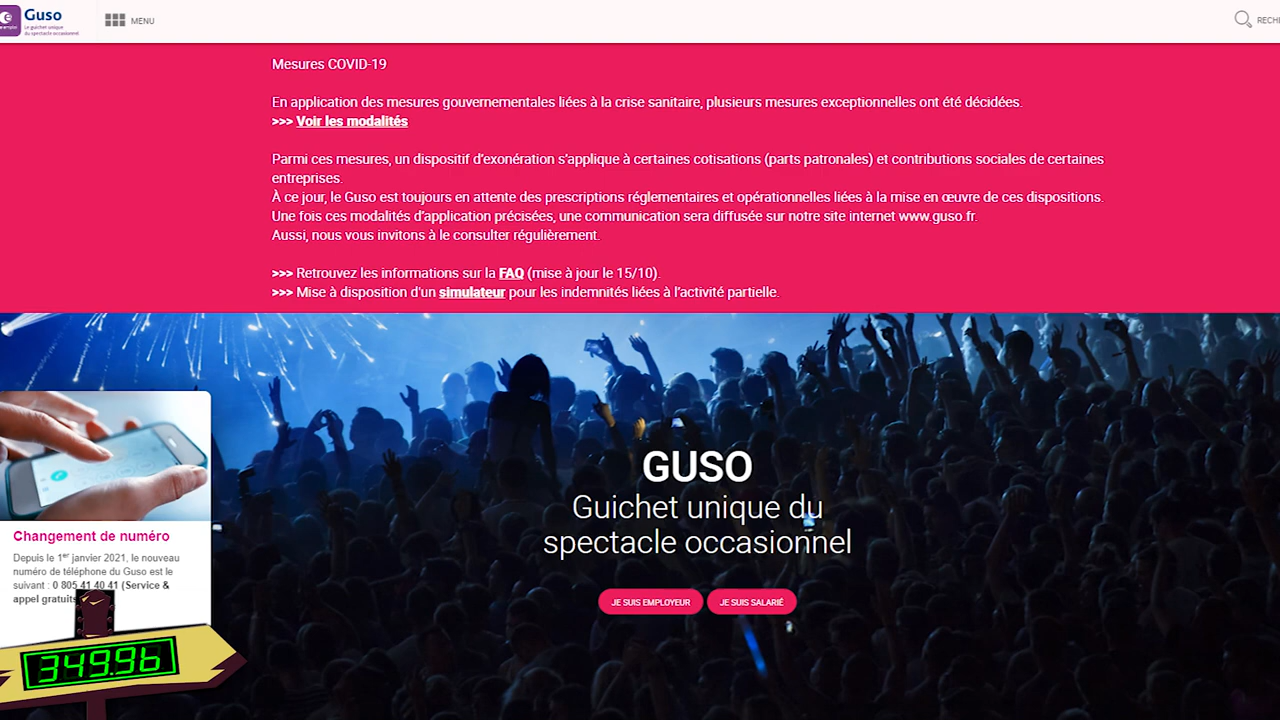 Guso
Le guichet unique
du spectacle occasionnel
MENU
Mesures COVID-19
En application des mesures gouvernementales liées à la crise sanitaire, plusieurs mesures exceptionnelles ont été décidées.
>>> Voir les modalités
Parmi ces mesures, un dispositif d'exonération s'applique à certaines cotisations (parts patronales) et contributions sociales de certaines
entreprises.
À ce jour, le Guso est toujours en attente des prescriptions réglementaires et opérationnelles liées à la mise en œuvre de ces dispositions.
Une fois ces modalités d'application précisées, une communication sera diffusée sur notre site internet www.guso.fr.
Aussi, nous vous invitons à le consulter régulièrement.
>>> Retrouvez les informations sur la FAQ (mise à jour le 15/10).
>>> Mise à disposition d'un simulateur pour les indemnités liées à l'activité partielle.
GUSO
Guichet unique du
spectacle occasionnel
JE SUIS EMPLOYEUR JE SUIS SALARIÉ
Changement de numéro
Depuis le 1er janvier 2021, le nouveau
numéro de téléphone du Guso est le
suivant : 0 805 41 40 41 (Service &
appel gratuits
349.96